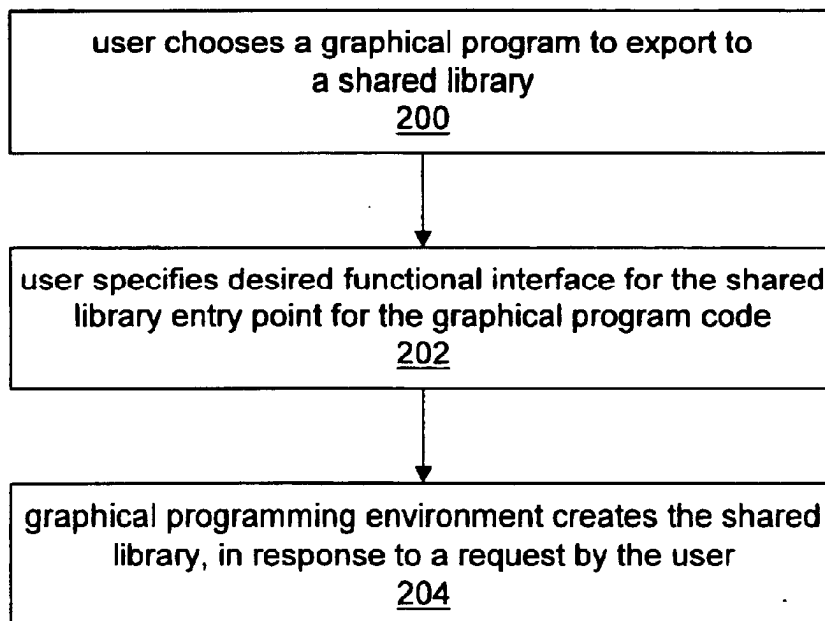 user chooses a graphical program to export to
a shared library
200
user specifies desired functional interface for the shared
library entry point for the graphical program code
202
graphical programming environment creates the shared
library, in response to a request by the user
204